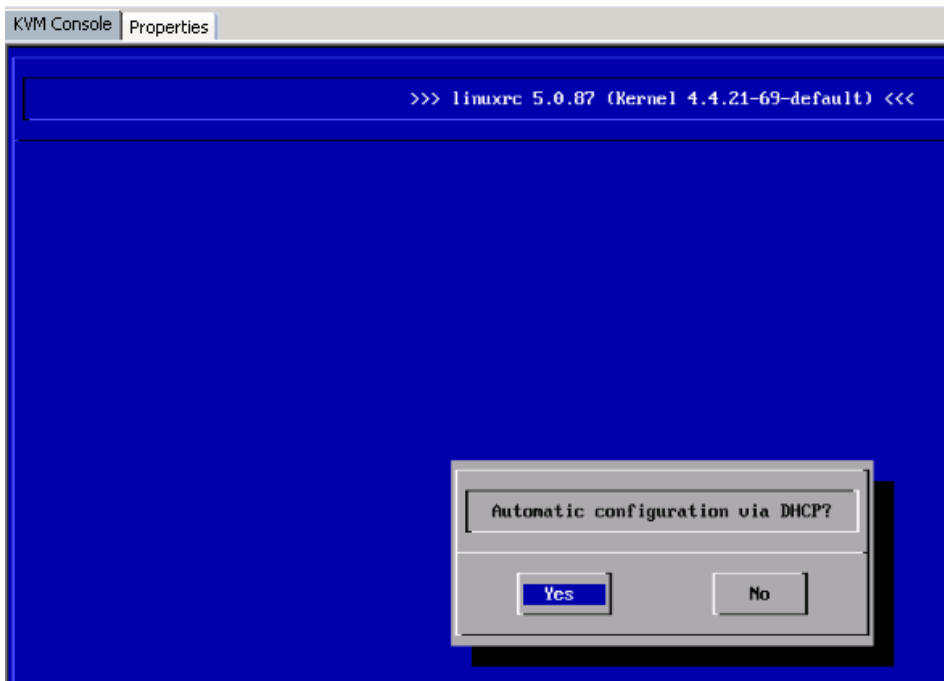 KVM Console Properties
>>> linuxrc 5.0.87 (Kernel 4.4.21-69-default) <<<
Automatic configuration via DHCP?
Yes No